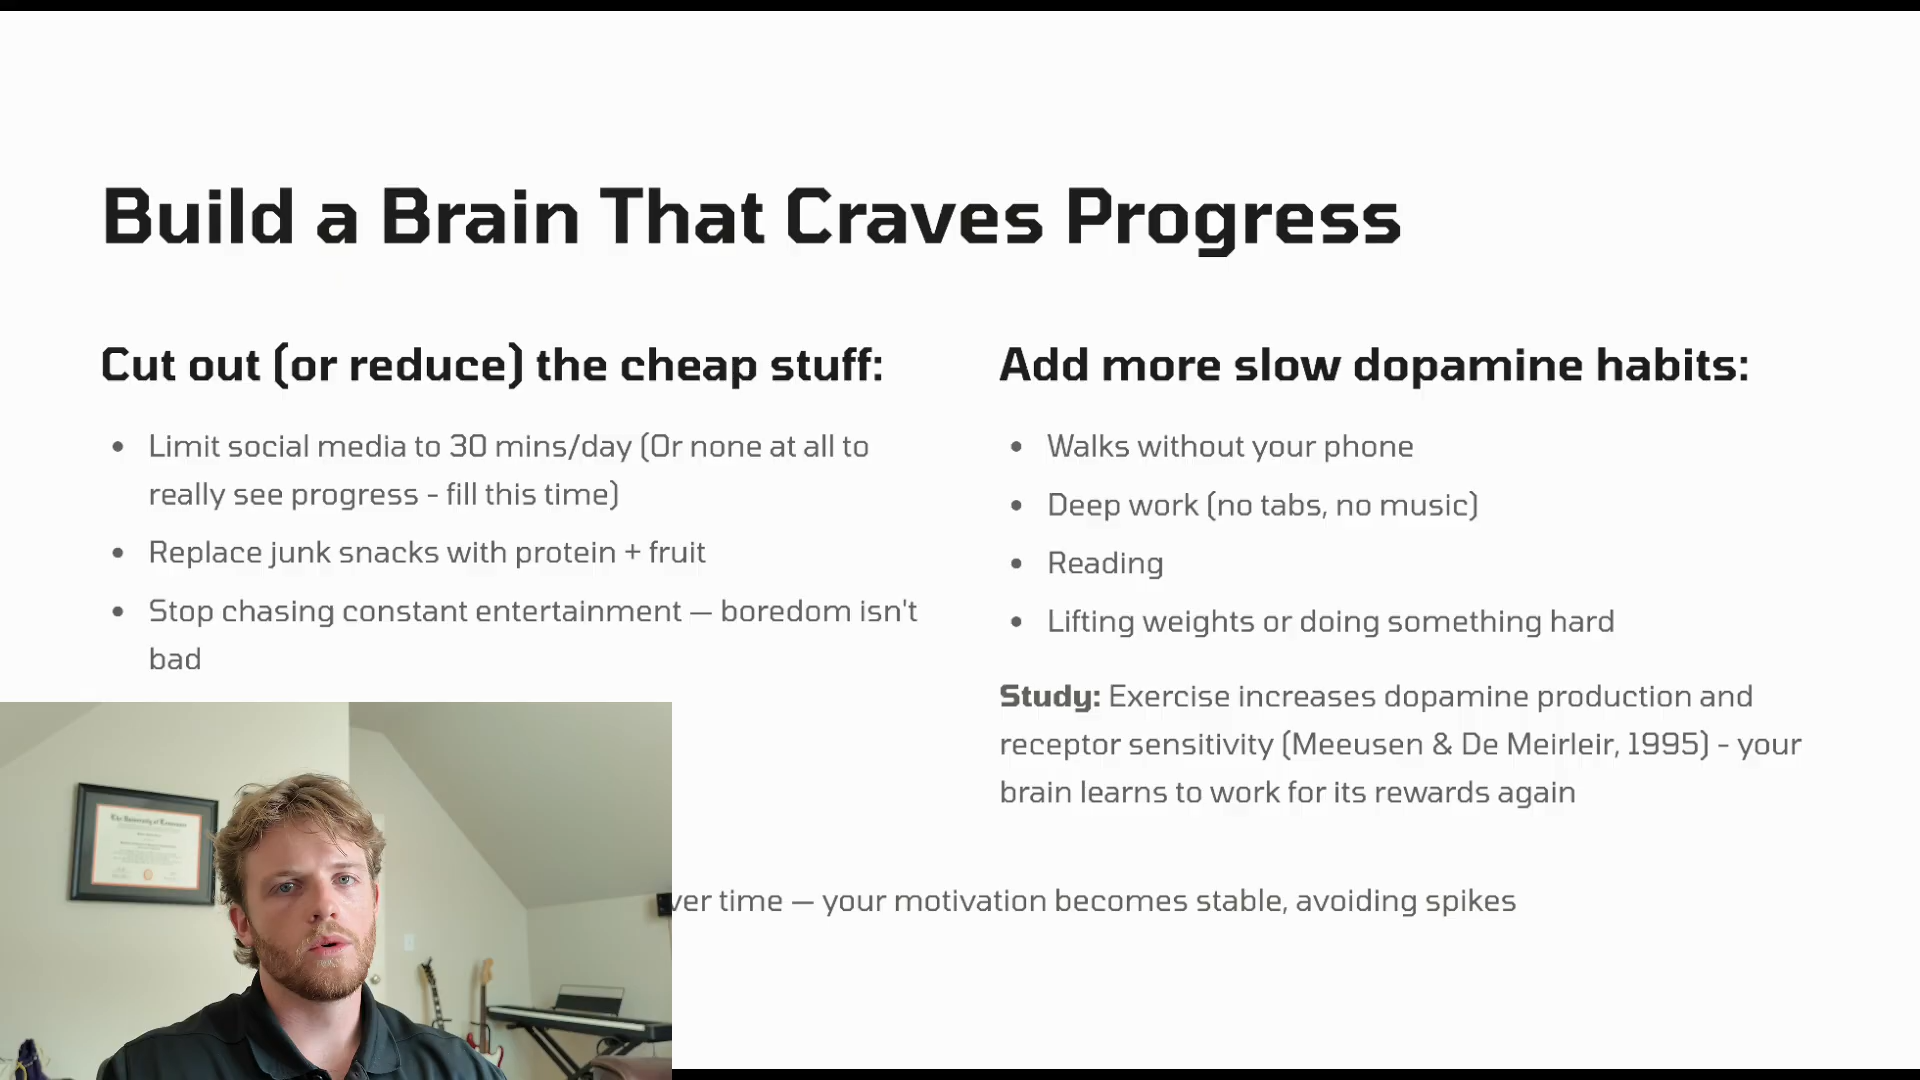 Build a Brain That Craves Progress
Cut out (or reduce) the cheap stuff:
• Limit social media to 30 mins/day (Or none at all to
really see progress - fill this time)
• Replace junk snacks with protein + fruit
• Stop chasing constant entertainment — boredom isn't
bad
Add more slow dopamine habits:
• Walks without your phone
• Deep work (no tabs, no music)
• Reading
• Lifting weights or doing something hard
Study: Exercise increases dopamine production and
receptor sensitivity (Meeusen & De Meirleir, 1995) - your
brain learns to work for its rewards again
time — your motivation becomes stable, avoiding spikes
The University of Tennessee